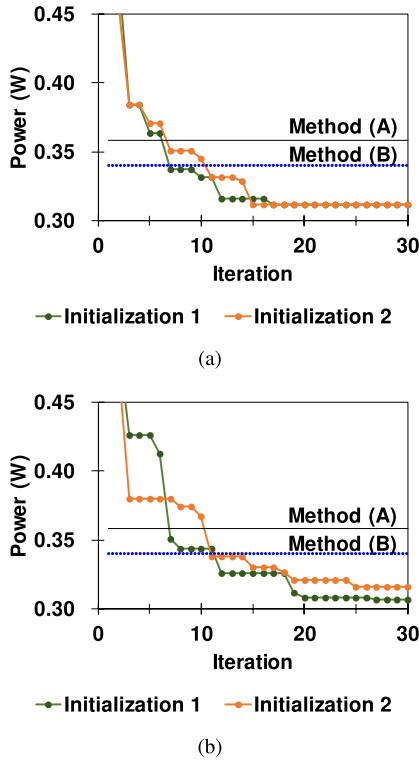 0.45
0.40
0.35
0.30
Power (W)
Method (A)
Method (B)
0 10 20 30
Iteration
Initialization 1 Initialization 2
(a)
0.45
0.40
0.35
0.30
Power (W)
Method (A)
Method (B)
0 10 20 30
Iteration
Initialization 1 Initialization 2
(b)